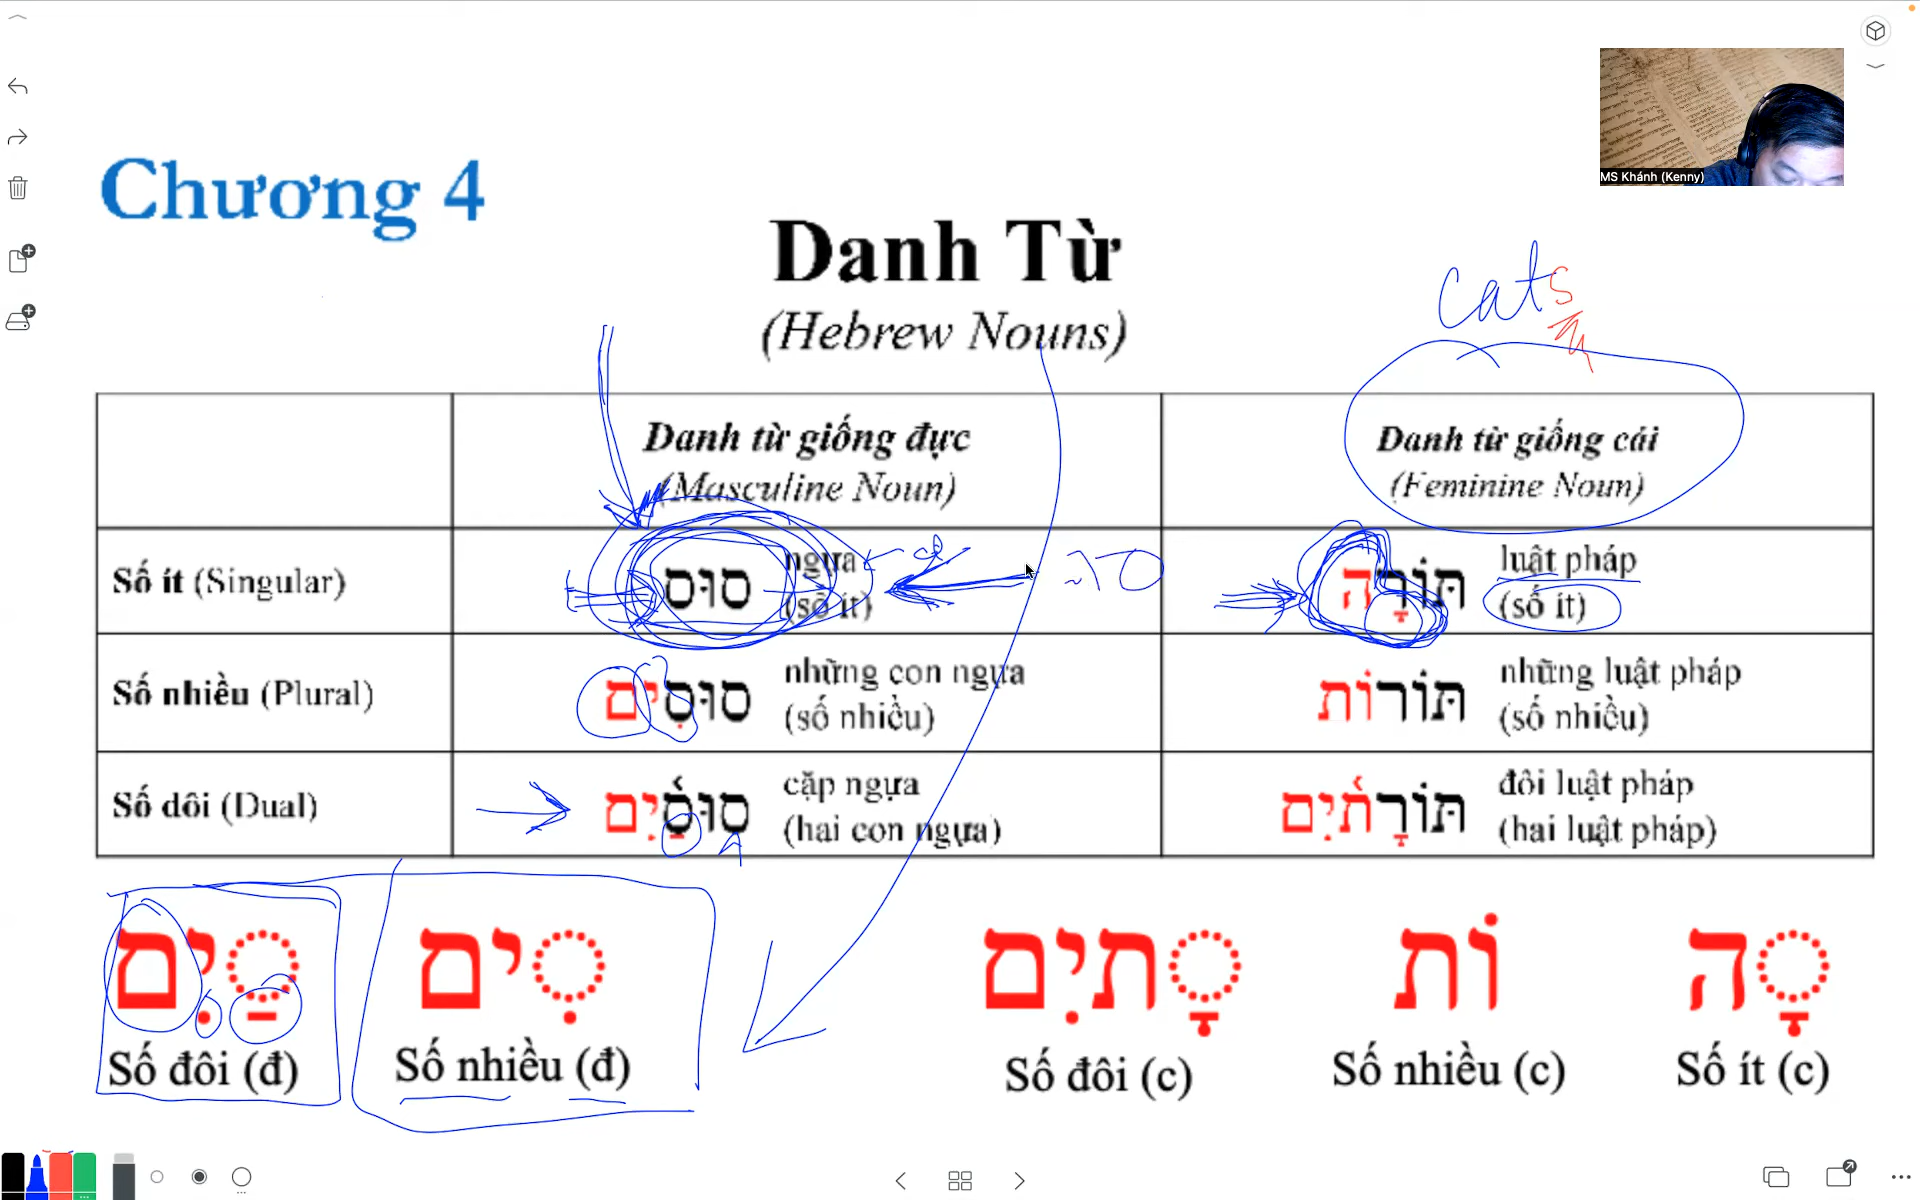 MS Khánh (Kenny)
Chương 4
Danh Từ
(Hebrew Nouns)
cats
Danh từ giống đực
(Masculine Noun)
Danh từ giống cái
(Feminine Noun)
Số ít (Singular)
סוּס
ngựa
(số ít)
תּוֹרָה
luật pháp
(số ít)
Số nhiều (Plural)
סוּסִים
những con ngựa
(số nhiều)
תּוֹרוֹת
những luật pháp
(số nhiều)
Số đôi (Dual)
סוּסַ֫יִם
cặp ngựa
(hai con ngựa)
תּוֹרָתַ֫יִם
đôi luật pháp
(hai luật pháp)
◌ַיִם
◌ִים
◌ָתיִם
וֹת
◌ָה
Số đôi (đ)
Số nhiều (đ)
Số đôi (c)
Số nhiều (c)
Số ít (c)